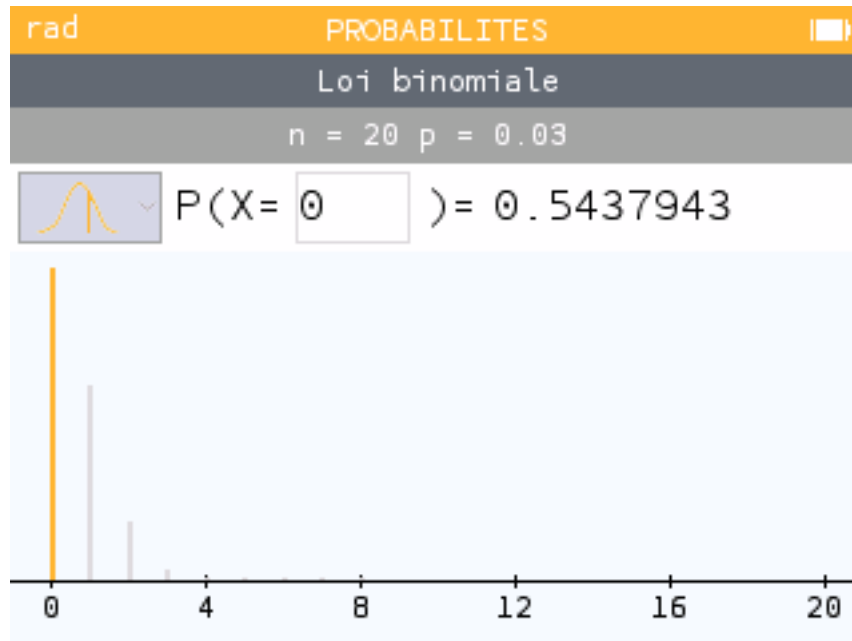 rad PROBABILITES
Loi binomiale
n = 20 p = 0.03
P(X= 0 )= 0.5437943
0 4 8 12 16 20